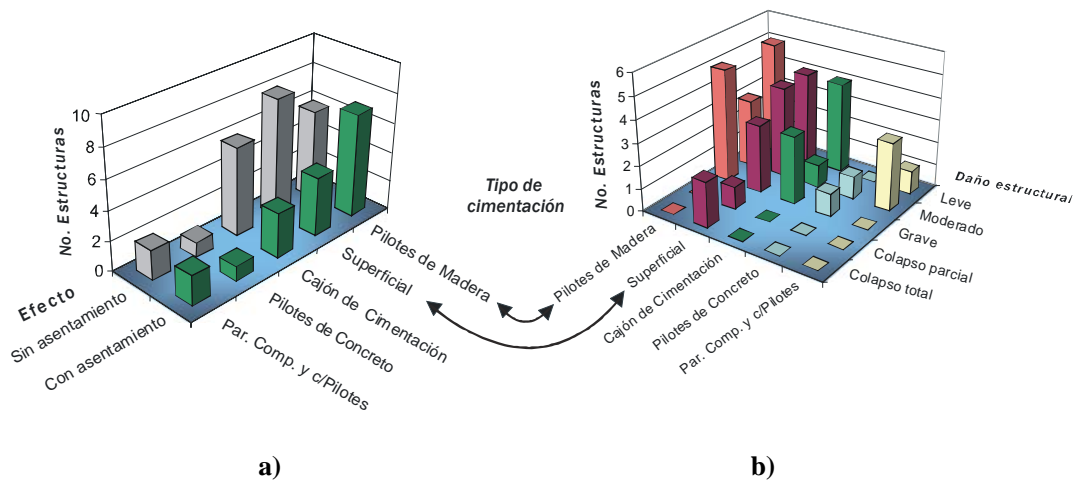 No. Estructuras
10
8
6
4
2
0
Efecto
Sin asentamiento
Con asentamiento
Par. Comp. y c/Pilotes
Pilotes de Concreto
Cajón de Cimentación
Superficial
Pilotes de Madera
Tipo de
cimentación
No. Estructuras
6
5
4
3
2
1
0
Pilotes de Madera
Superficial
Cajón de Cimentación
Pilotes de Concreto
Par. Comp. y c/Pilotes
Daño estructural
Leve
Moderado
Grave
Colapso parcial
Colapso total
a)
b)